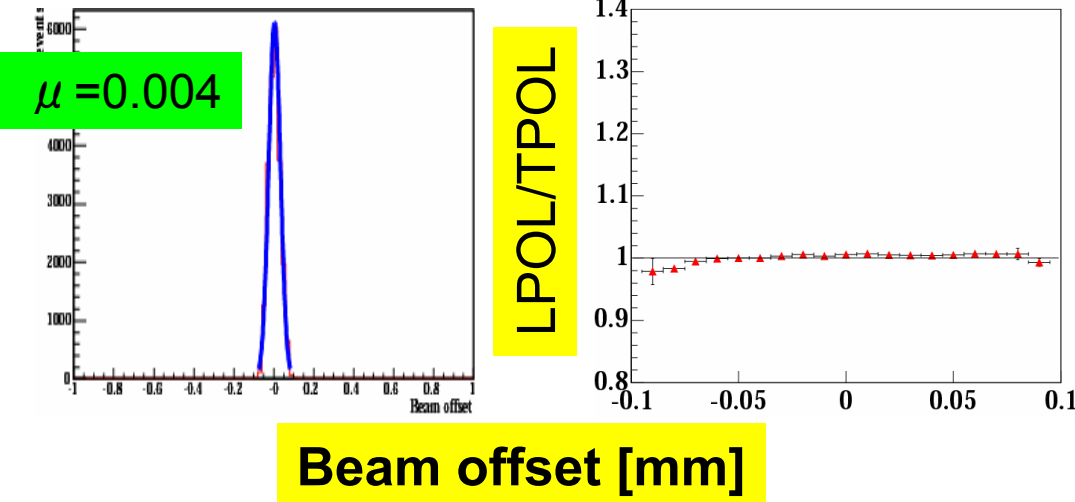 events
6000
μ=0.004
4000
3000
2000
1000
0
-1 -0.8 -0.6 -0.4 -0.2 -0 0.2 0.4 0.6 0.8 1
Beam offset
LPOL/TPOL
1.4
1.3
1.2
1.1
1
0.9
0.8
-0.1 -0.05 0 0.05 0.1
Beam offset [mm]